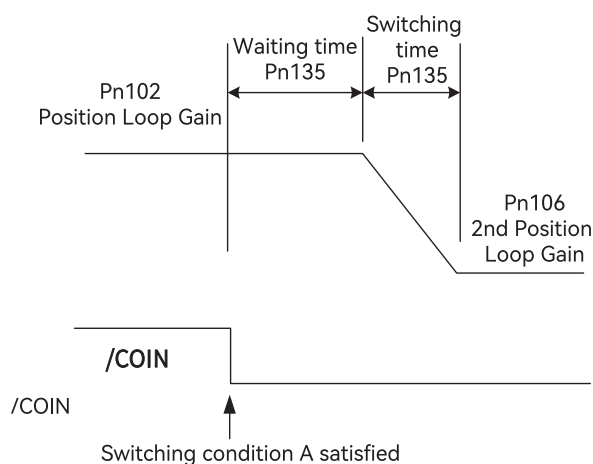 Waiting time
Pn135
Switching
time
Pn135
Pn102
Position Loop Gain
Pn106
2nd Position
Loop Gain
/COIN
/COIN
Switching condition A satisfied